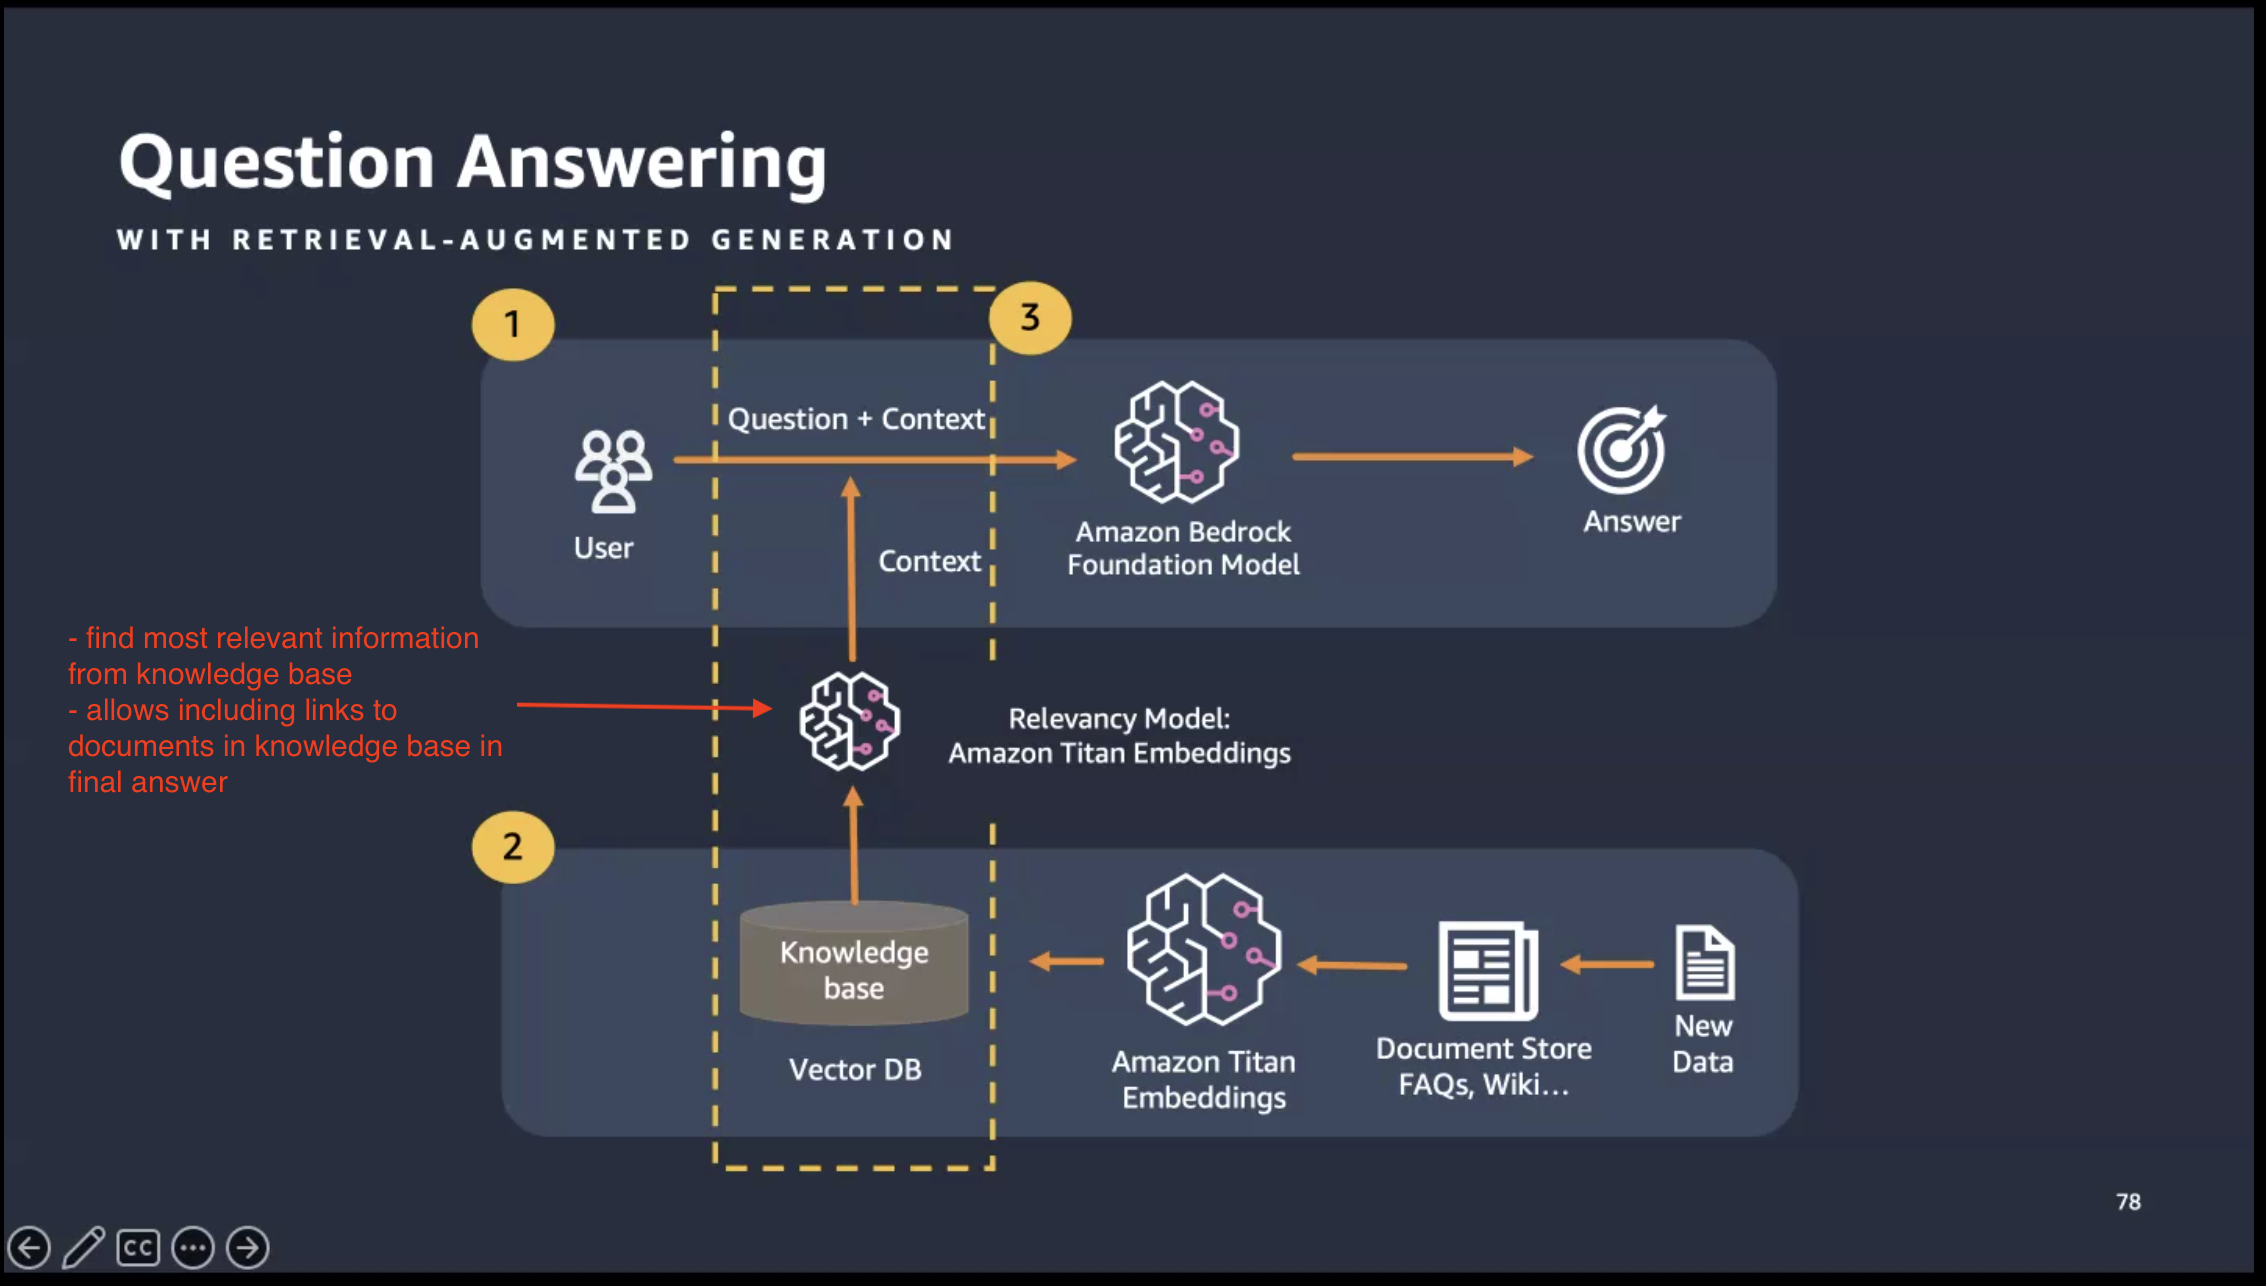 Question Answering
WITH RETRIEVAL-AUGMENTED GENERATION
1
3
Question + Context
User
Context
Amazon Bedrock
Foundation Model
Answer
- find most relevant information
from knowledge base
- allows including links to
documents in knowledge base in
final answer
Relevancy Model:
Amazon Titan Embeddings
2
Knowledge
base
Vector DB
Amazon Titan
Embeddings
Document Store
FAQs, Wiki...
New
Data
78
CC